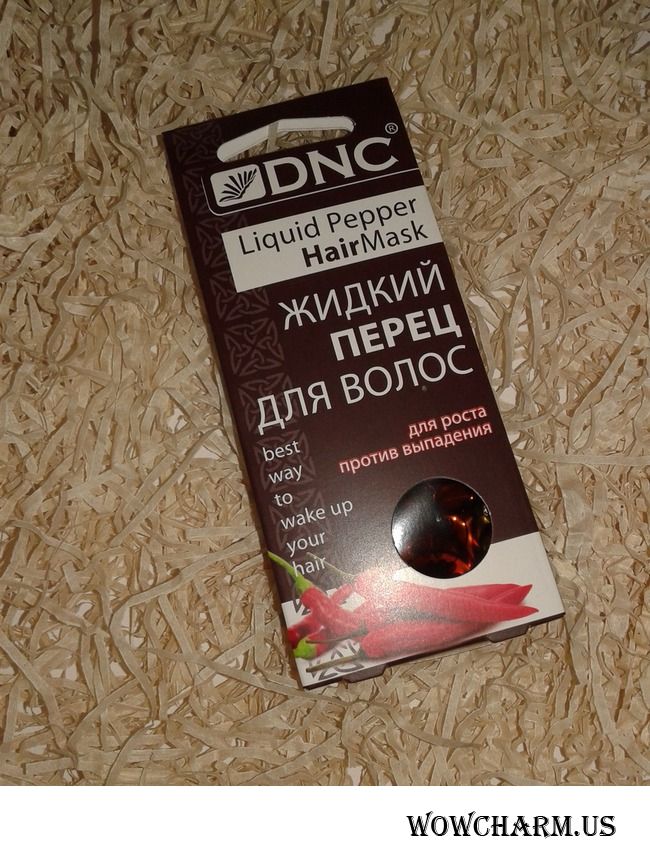 DNC®
Liquid Pepper
HairMask
ЖИДКИЙ
ПЕРЕЦ
ДЛЯ ВОЛОС
для роста
против выпадения
best
way
to
wake up
your
hair
WOWCHARM.US